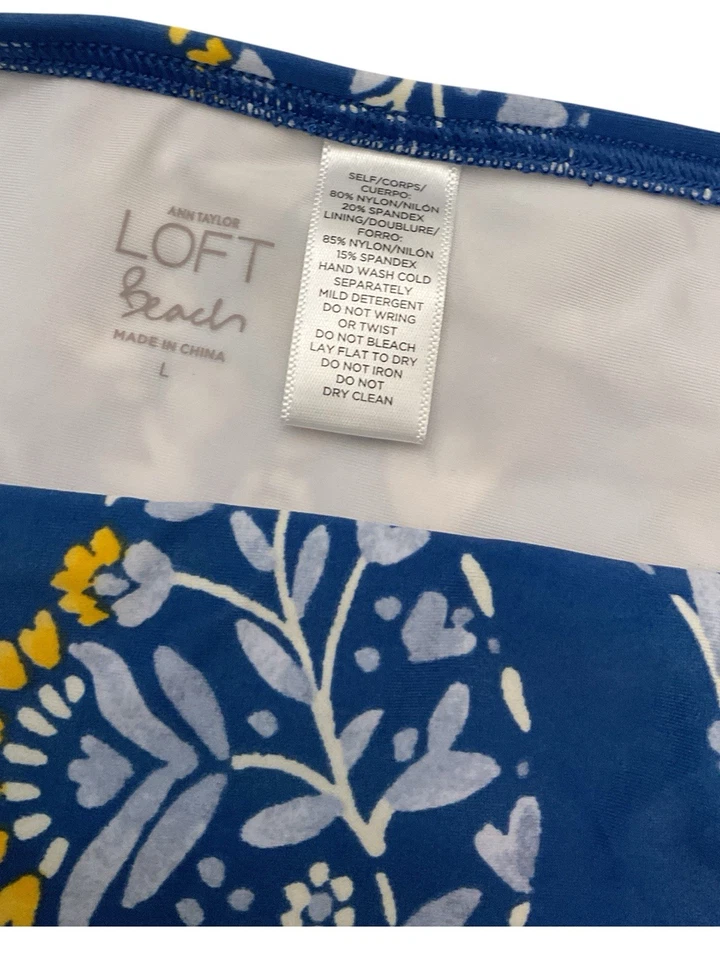 ANN TAYLOR
LOFT
Beach
MADE IN CHINA
L
SELF/CORPS/
CUERPO:
80% NYLON/NILÓN
20% SPANDEX
LINING/DOUBLURE/
FORRO:
85% NYLON/NILÓN
15% SPANDEX
HAND WASH COLD
SEPARATELY
MILD DETERGENT
DO NOT WRING
OR TWIST
DO NOT BLEACH
LAY FLAT TO DRY
DO NOT IRON
DO NOT
DRY CLEAN